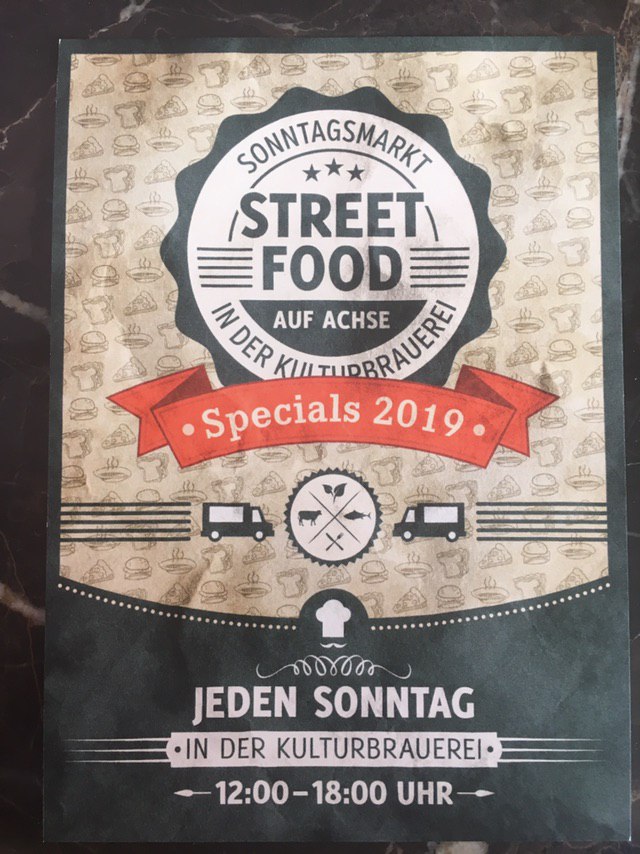 SONNTAGSMARKT
STREET
FOOD
AUF ACHSE
IN DER KULTURBRAUEREI
Specials 2019
JEDEN SONNTAG
IN DER KULTURBRAUEREI
12:00–18:00 UHR